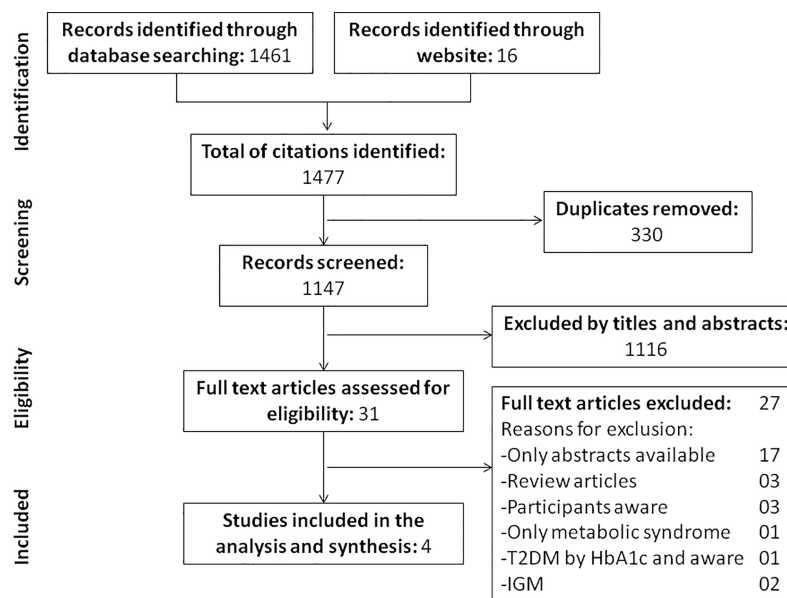 Identification
Records identified through
database searching: 1461
Records identified through
website: 16
Total of citations identified:
1477
Screening
Duplicates removed:
330
Records screened:
1147
Excluded by titles and abstracts:
1116
Eligibility
Full text articles assessed for
eligibility: 31
Full text articles excluded: 27
Reasons for exclusion:
-Only abstracts available 17
-Review articles 03
-Participants aware 03
-Only metabolic syndrome 01
-T2DM by HbA1c and aware 01
-IGM 02
Included
Studies included in the
analysis and synthesis: 4